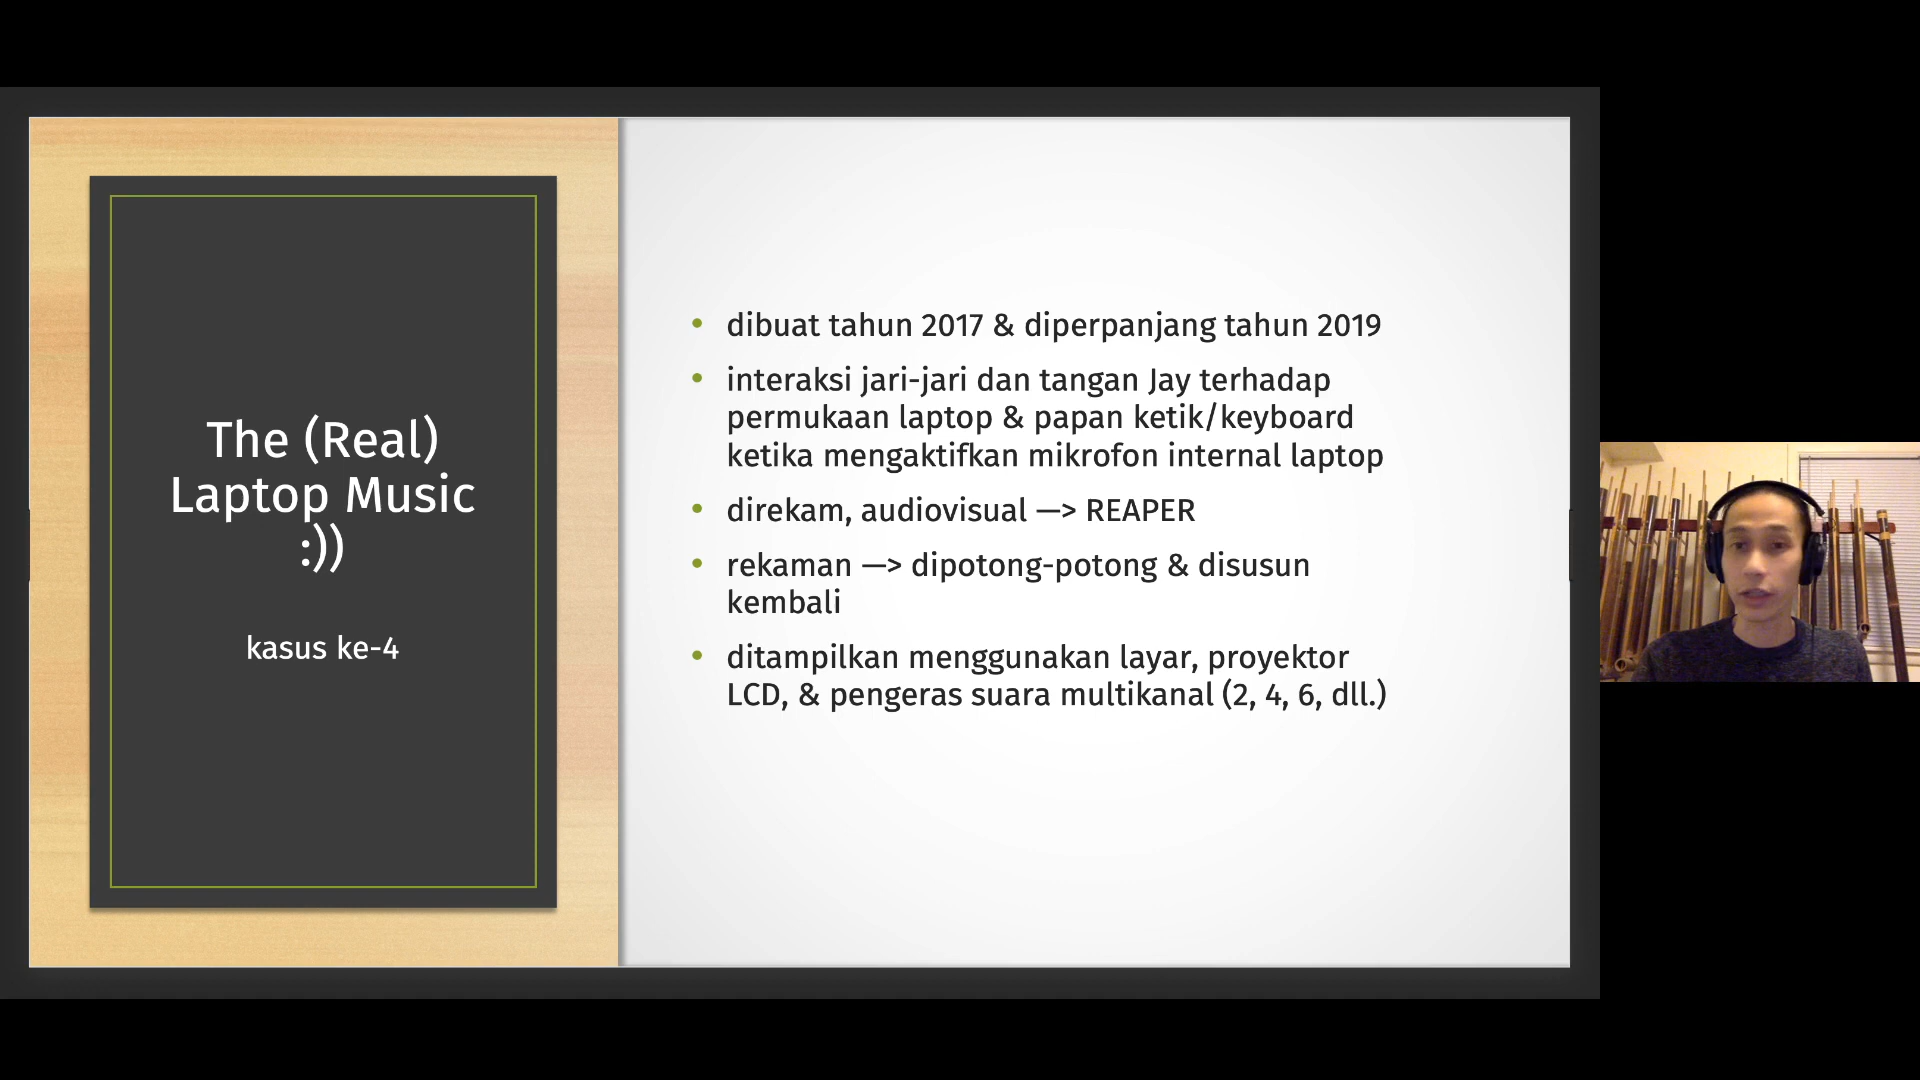 The (Real)
Laptop Music
:))
kasus ke-4
• dibuat tahun 2017 & diperpanjang tahun 2019
• interaksi jari-jari dan tangan Jay terhadap
permukaan laptop & papan ketik/keyboard
ketika mengaktifkan mikrofon internal laptop
• direkam, audiovisual —> REAPER
• rekaman —> dipotong-potong & disusun
kembali
• ditampilkan menggunakan layar, proyektor
LCD, & pengeras suara multikanal (2, 4, 6, dll.)